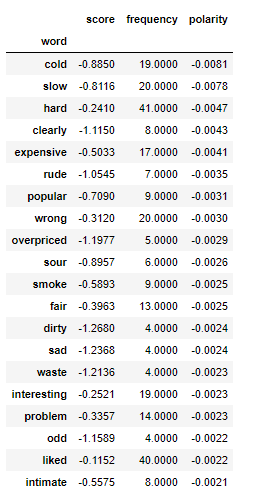 score frequency polarity
word
cold -0.8850 19.0000 -0.0081
slow -0.8116 20.0000 -0.0078
hard -0.2410 41.0000 -0.0047
clearly -1.1150 8.0000 -0.0043
expensive -0.5033 17.0000 -0.0041
rude -1.0545 7.0000 -0.0035
popular -0.7090 9.0000 -0.0031
wrong -0.3120 20.0000 -0.0030
overpriced -1.1977 5.0000 -0.0029
sour -0.8957 6.0000 -0.0026
smoke -0.5893 9.0000 -0.0025
fair -0.3963 13.0000 -0.0025
dirty -1.2680 4.0000 -0.0024
sad -1.2368 4.0000 -0.0024
waste -1.2136 4.0000 -0.0023
interesting -0.2521 19.0000 -0.0023
problem -0.3357 14.0000 -0.0023
odd -1.1589 4.0000 -0.0022
liked -0.1152 40.0000 -0.0022
intimate -0.5575 8.0000 -0.0021